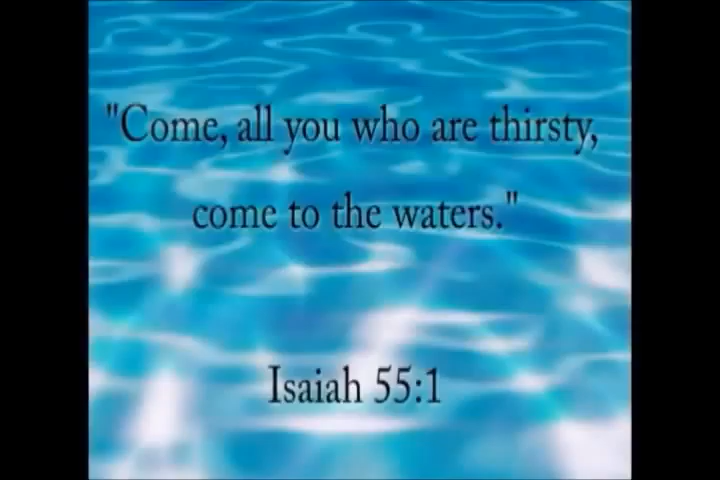 "Come, all you who are thirsty,
come to the waters."
Isaiah 55:1